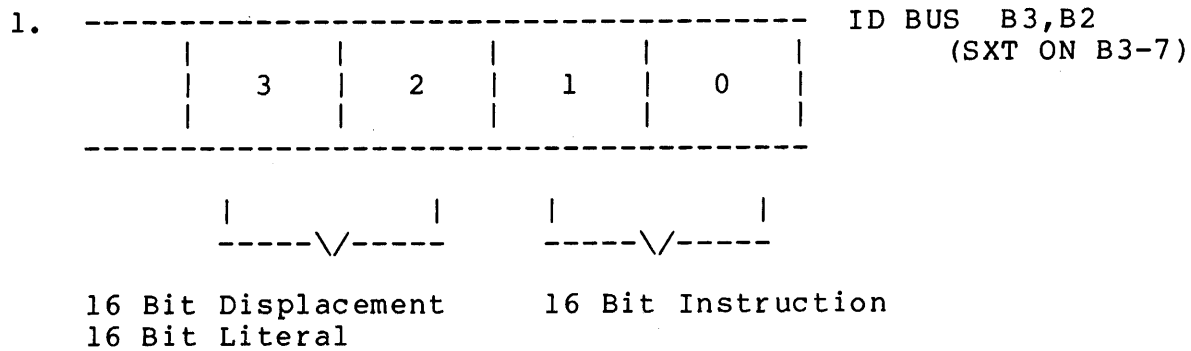 1. ID BUS B3,B2
(SXT ON B3-7)
3 2 1 0
16 Bit Displacement 16 Bit Instruction
16 Bit Literal